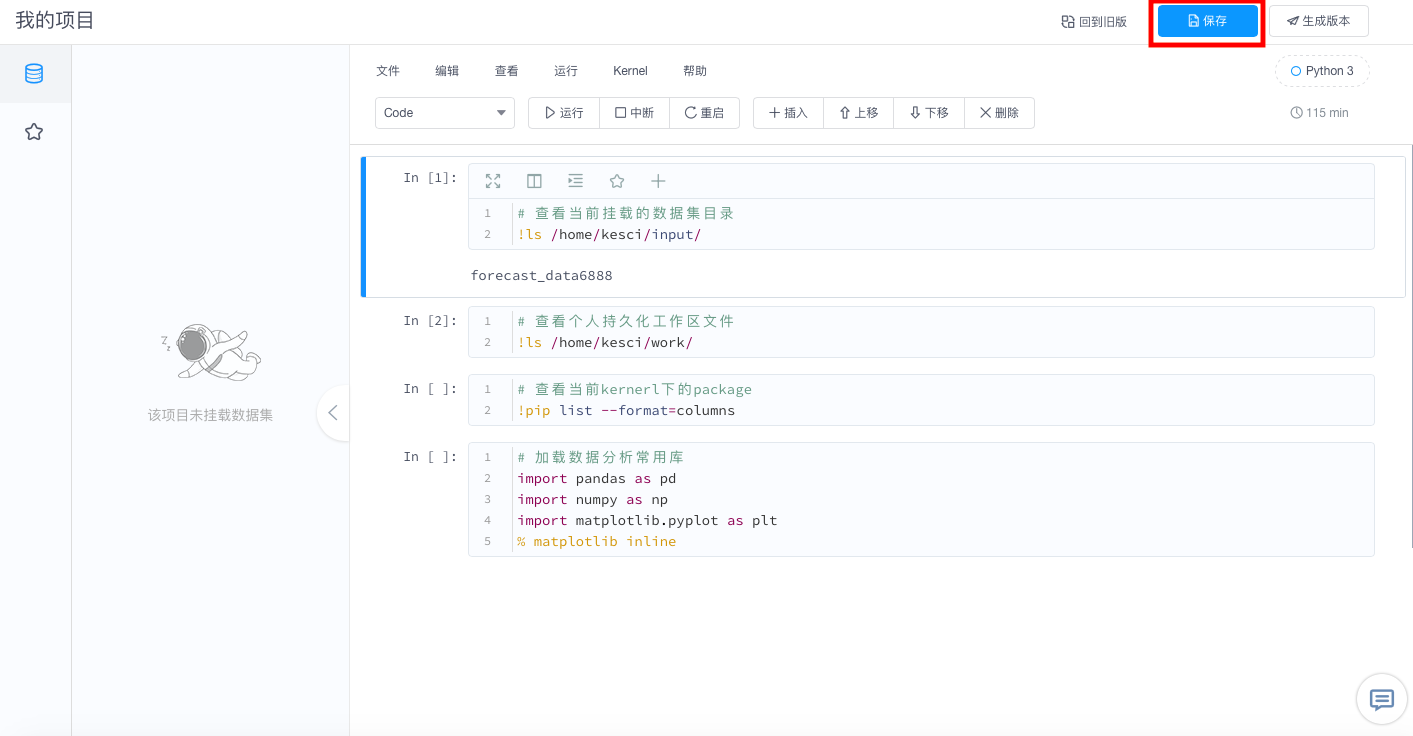 我的项目
回到旧版
保存
生成版本
文件 编辑 查看 运行 Kernel 帮助
Python 3
Code
运行 中断 重启
插入 上移 下移 删除
115 min
In [1]:
1 # 查看当前挂载的数据集目录
2 !ls /home/kesci/input/
forecast_data6888
In [2]:
1 # 查看个人持久化工作区文件
2 !ls /home/kesci/work/
In [ ]:
1 # 查看当前kernerl下的package
2 !pip list --format=columns
In [ ]:
1 # 加载数据分析常用库
2 import pandas as pd
3 import numpy as np
4 import matplotlib.pyplot as plt
5 % matplotlib inline
Zz
该项目未挂载数据集